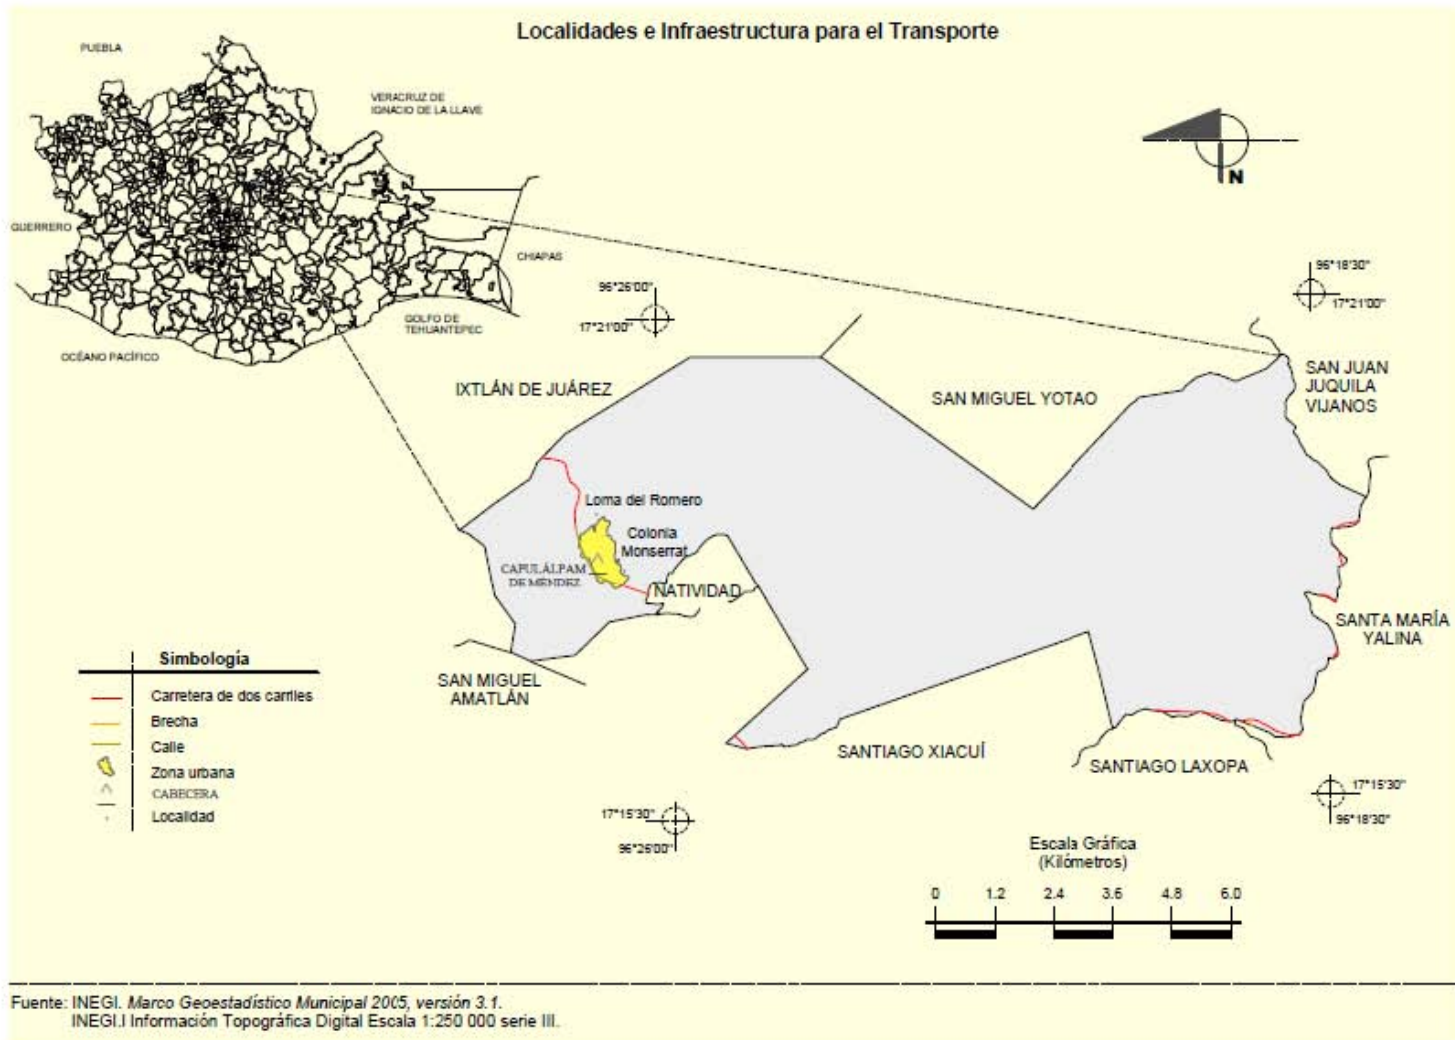 Localidades e Infraestructura para el Transporte
PUEBLA
VERACRUZ DE
IGNACIO DE LA LLAVE
GUERRERO
CHIAPAS
GOLFO DE
TEHUANTEPEC
OCÉANO PACÍFICO
N
96°26'00"
17°21'00"
96°18'30"
17°21'00"
IXTLÁN DE JUÁREZ
SAN MIGUEL YOTAO
SAN JUAN
JUQUILA
VIJANOS
Loma del Romero
Colonia
Monserrat
CAPULÁLPAM
DE MÉNDEZ
NATIVIDAD
SANTA MARÍA
YALINA
SAN MIGUEL
AMATLÁN
SANTIAGO XIACUÍ
SANTIAGO LAXOPA
Simbología
Carretera de dos carriles
Brecha
Calle
Zona urbana
CABECERA
Localidad
17°15'30"
96°26'00"
17°15'30"
96°18'30"
Escala Gráfica
(Kilómetros)
0 1.2 2.4 3.6 4.8 6.0
Fuente: INEGI. Marco Geoestadístico Municipal 2005, versión 3.1.
INEGI.I Información Topográfica Digital Escala 1:250 000 serie III.